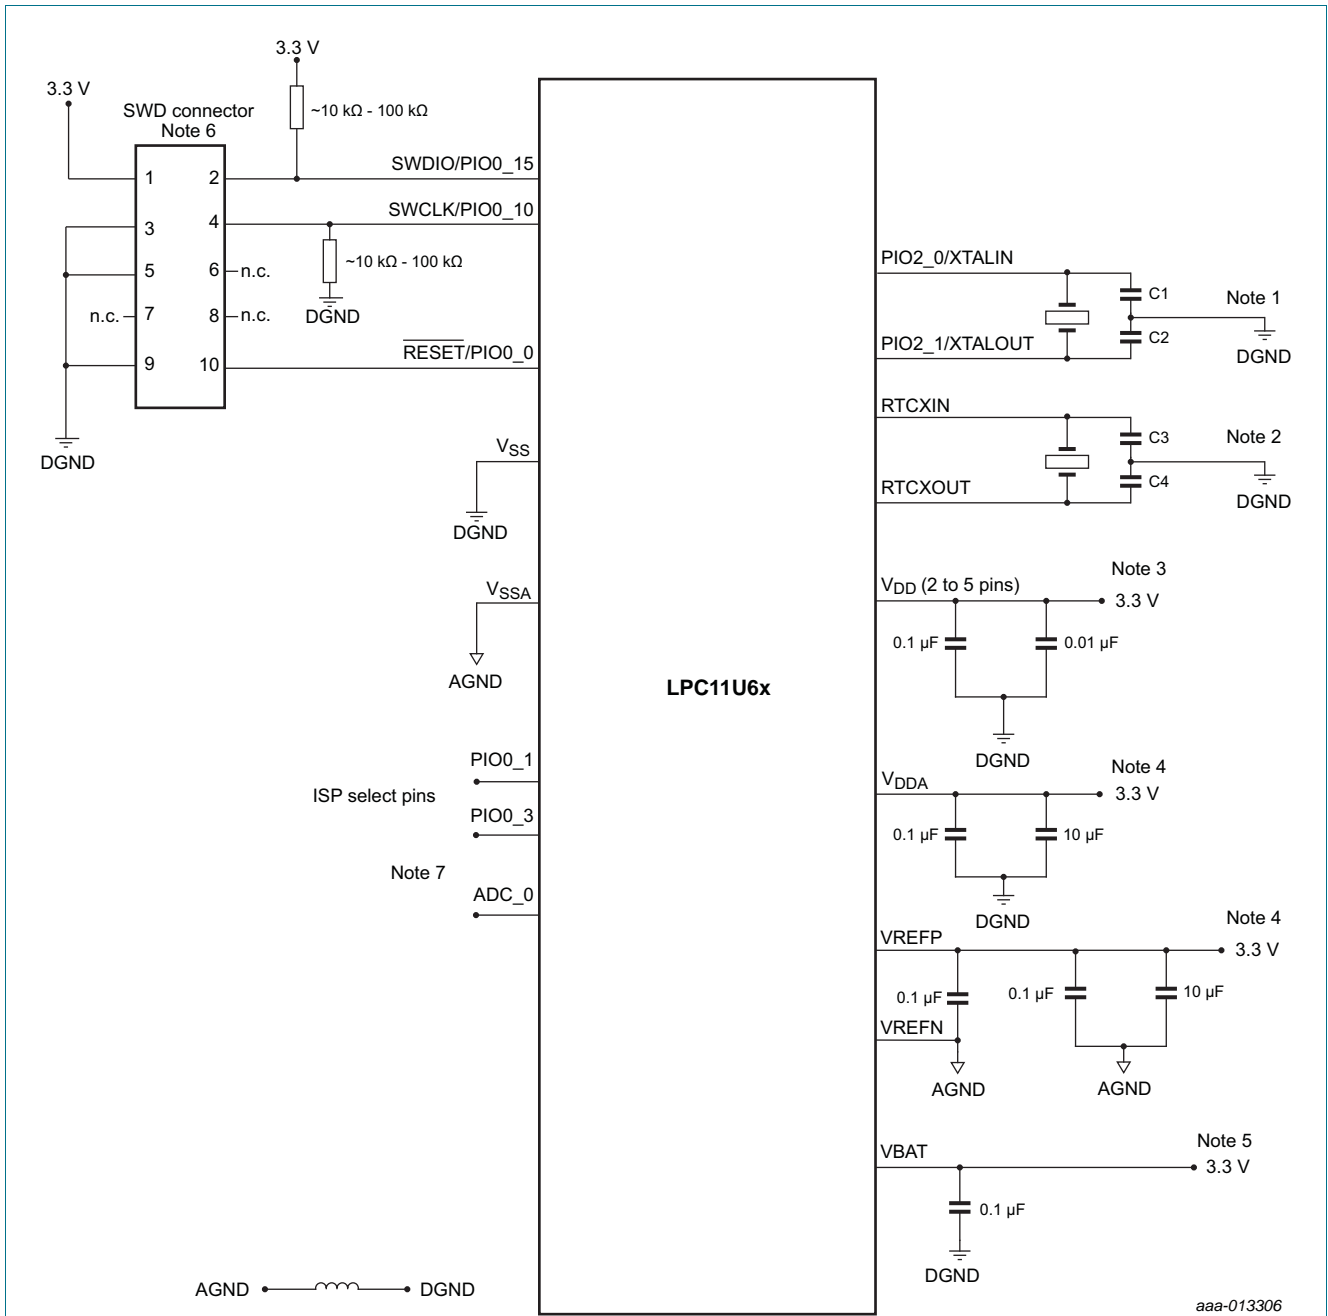 3.3 V
3.3 V
SWD connector
Note 6
~10 kΩ - 100 kΩ
1
2
SWDIO/PIO0_15
3
4
SWCLK/PIO0_10
~10 kΩ - 100 kΩ
DGND
5
6
n.c.
n.c.
7
8
n.c.
9
10
RESET/PIO0_0
DGND
VSS
DGND
VSSA
AGND
PIO0_1
ISP select pins
PIO0_3
Note 7
ADC_0
AGND
DGND
LPC11U6x
PIO2_0/XTALIN
C1
Note 1
C2
DGND
PIO2_1/XTALOUT
RTCXIN
C3
Note 2
C4
DGND
RTCXOUT
Note 3
VDD (2 to 5 pins)
3.3 V
0.1 µF
0.01 µF
DGND
Note 4
VDDA
3.3 V
0.1 µF
10 µF
DGND
Note 4
VREFP
3.3 V
0.1 µF
0.1 µF
10 µF
VREFN
AGND
AGND
Note 5
VBAT
3.3 V
0.1 µF
DGND
aaa-013306